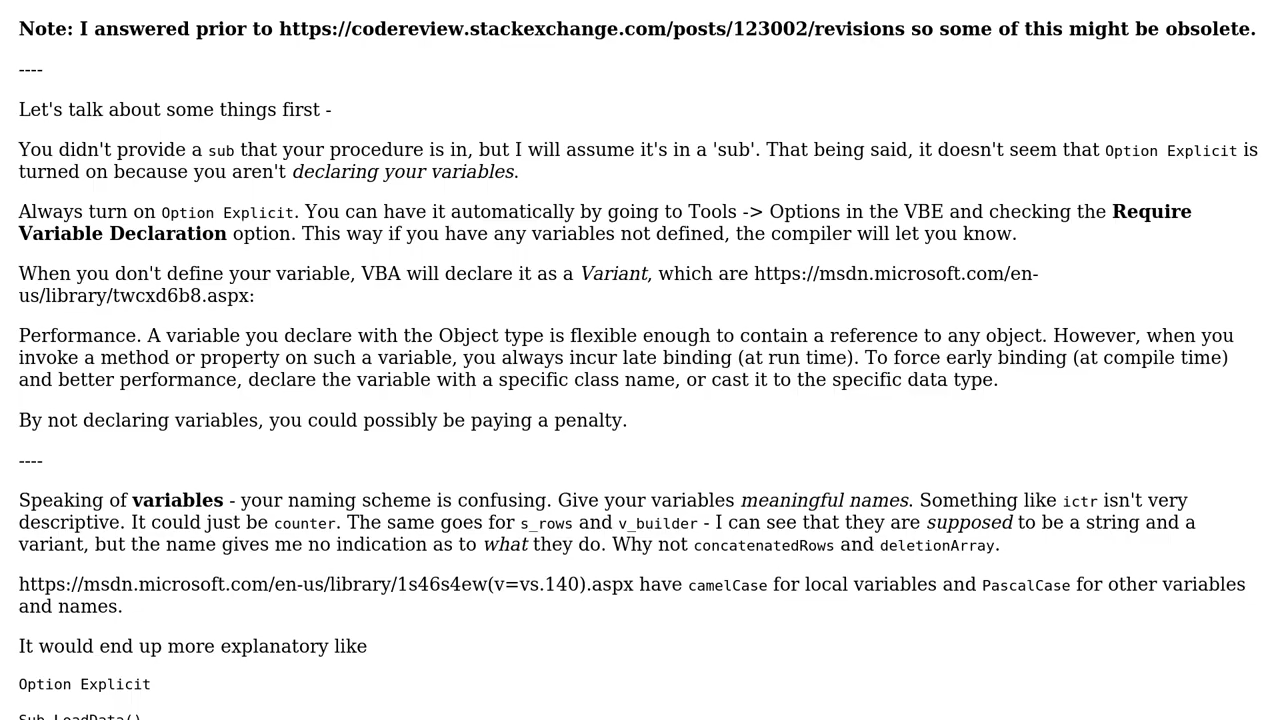 Note: I answered prior to https://codereview.stackexchange.com/posts/123002/revisions so some of this might be obsolete.
----
Let's talk about some things first -
You didn't provide a sub that your procedure is in, but I will assume it's in a 'sub'. That being said, it doesn't seem that Option Explicit is
turned on because you aren't declaring your variables.
Always turn on Option Explicit. You can have it automatically by going to Tools -> Options in the VBE and checking the Require
Variable Declaration option. This way if you have any variables not defined, the compiler will let you know.
When you don't define your variable, VBA will declare it as a Variant, which are https://msdn.microsoft.com/en-
us/library/twcxd6b8.aspx:
Performance. A variable you declare with the Object type is flexible enough to contain a reference to any object. However, when you
invoke a method or property on such a variable, you always incur late binding (at run time). To force early binding (at compile time)
and better performance, declare the variable with a specific class name, or cast it to the specific data type.
By not declaring variables, you could possibly be paying a penalty.
----
Speaking of variables - your naming scheme is confusing. Give your variables meaningful names. Something like ictr isn't very
descriptive. It could just be counter. The same goes for s_rows and v_builder - I can see that they are supposed to be a string and a
variant, but the name gives me no indication as to what they do. Why not concatenatedRows and deletionArray.
https://msdn.microsoft.com/en-us/library/1s46s4ew(v=vs.140).aspx have camelCase for local variables and PascalCase for other variables
and names.
It would end up more explanatory like
Option Explicit
Sub LoadData()